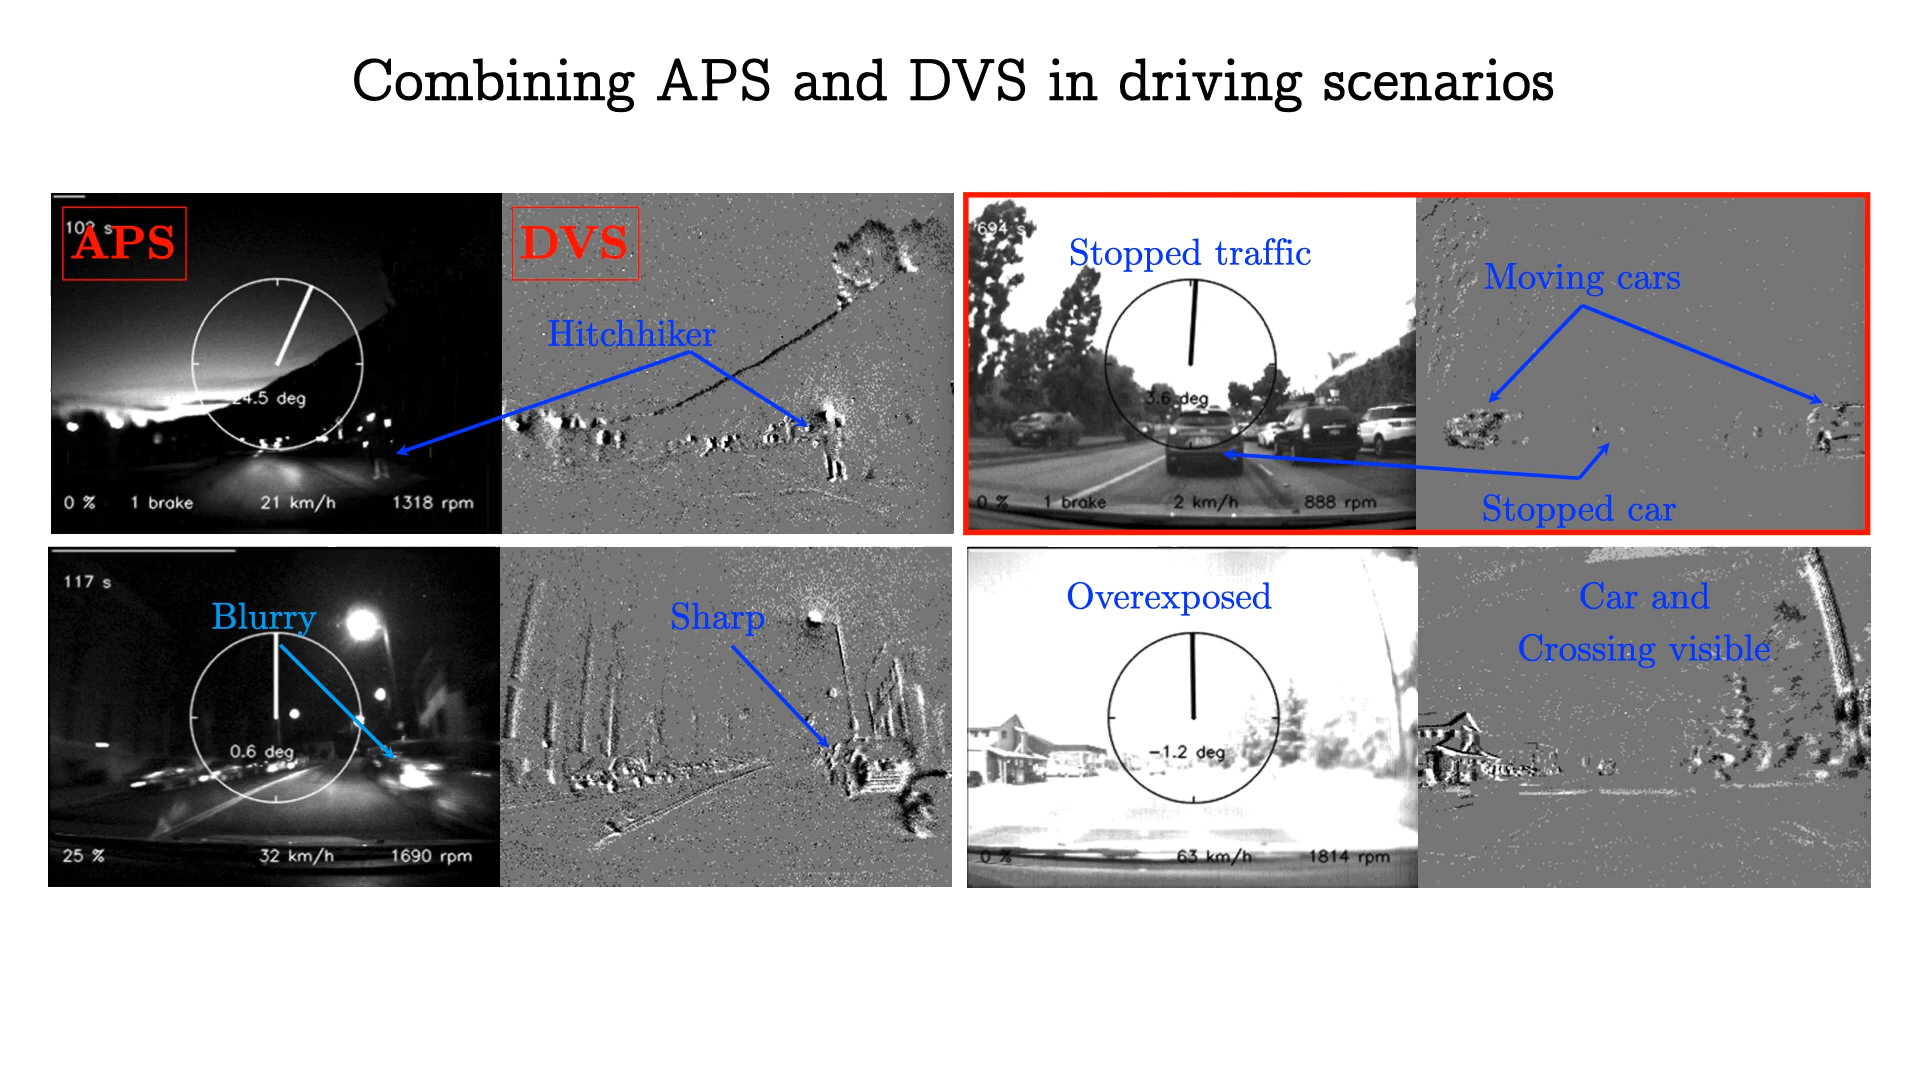 Combining APS and DVS in driving scenarios
102 s
APS
DVS
Hitchhiker
24.5 deg
0 % 1 brake 21 km/h 1318 rpm
694 s
Stopped traffic
Moving cars
3.6 deg
0 % 1 brake 2 km/h 888 rpm
Stopped car
117 s
Blurry
Sharp
0.6 deg
25 % 32 km/h 1690 rpm
Overexposed
Car and
Crossing visible
-1.2 deg
0 % 63 km/h 1814 rpm